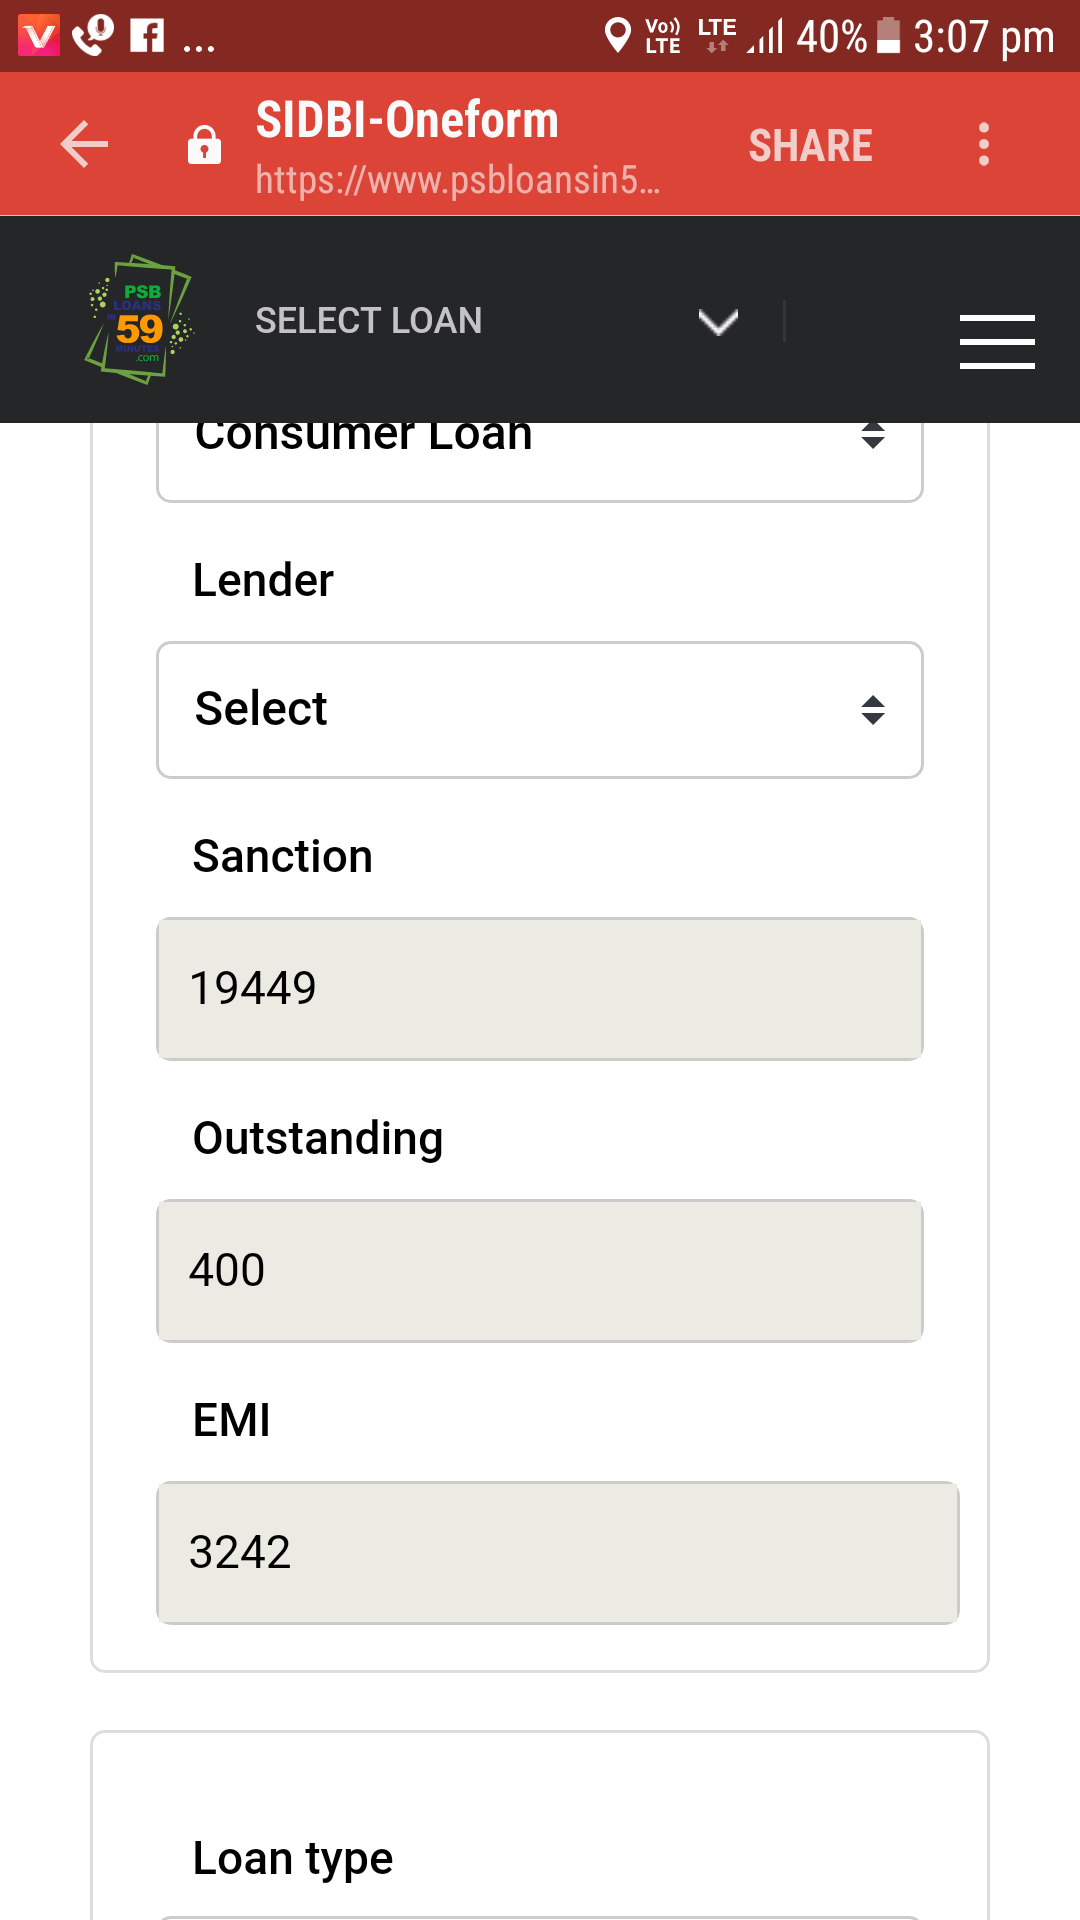 ... Vo)) LTE LTE 40% 3:07 pm
SIDBI-Oneform
https://www.psbloansin5...
SHARE
PSB
LOANS
IN 59
MINUTES
.com
SELECT LOAN
Consumer Loan
Lender
Select
Sanction
19449
Outstanding
400
EMI
3242
Loan type